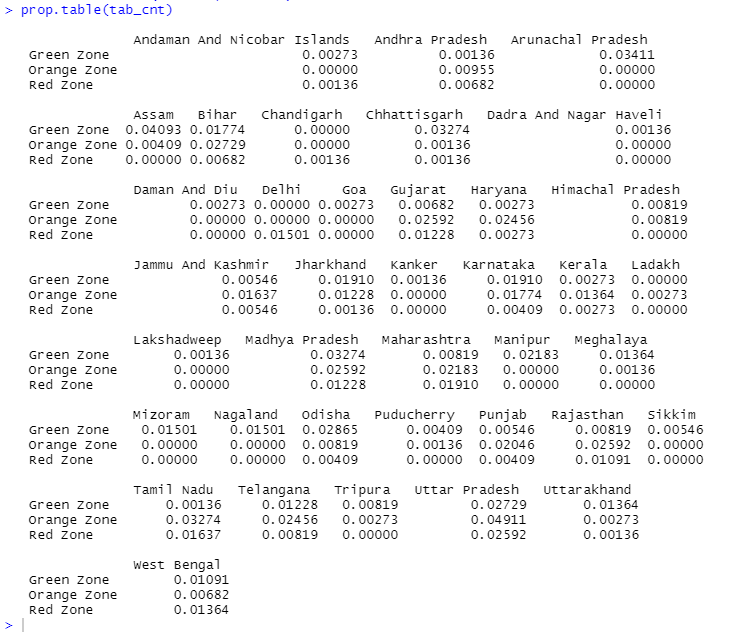 > prop.table(tab_cnt)
Andaman And Nicobar Islands Andhra Pradesh Arunachal Pradesh
Green Zone 0.00273 0.00136 0.03411
Orange Zone 0.00000 0.00955 0.00000
Red Zone 0.00136 0.00682 0.00000
Assam Bihar Chandigarh Chhattisgarh Dadra And Nagar Haveli
Green Zone 0.04093 0.01774 0.00000 0.03274 0.00136
Orange Zone 0.00409 0.02729 0.00000 0.00136 0.00000
Red Zone 0.00000 0.00682 0.00136 0.00136 0.00000
Daman And Diu Delhi Goa Gujarat Haryana Himachal Pradesh
Green Zone 0.00273 0.00000 0.00273 0.00682 0.00273 0.00819
Orange Zone 0.00000 0.00000 0.00000 0.02592 0.02456 0.00819
Red Zone 0.00000 0.01501 0.00000 0.01228 0.00273 0.00000
Jammu And Kashmir Jharkhand Kanker Karnataka Kerala Ladakh
Green Zone 0.00546 0.01910 0.00136 0.01910 0.00273 0.00000
Orange Zone 0.01637 0.01228 0.00000 0.01774 0.01364 0.00273
Red Zone 0.00546 0.00136 0.00000 0.00409 0.00273 0.00000
Lakshadweep Madhya Pradesh Maharashtra Manipur Meghalaya
Green Zone 0.00136 0.03274 0.00819 0.02183 0.01364
Orange Zone 0.00000 0.02592 0.02183 0.00000 0.00136
Red Zone 0.00000 0.01228 0.01910 0.00000 0.00000
Mizoram Nagaland Odisha Puducherry Punjab Rajasthan Sikkim
Green Zone 0.01501 0.01501 0.02865 0.00409 0.00546 0.00819 0.00546
Orange Zone 0.00000 0.00000 0.00819 0.00136 0.02046 0.02592 0.00000
Red Zone 0.00000 0.00000 0.00409 0.00000 0.00409 0.01091 0.00000
Tamil Nadu Telangana Tripura Uttar Pradesh Uttarakhand
Green Zone 0.00136 0.01228 0.00819 0.02729 0.01364
Orange Zone 0.03274 0.02456 0.00273 0.04911 0.00273
Red Zone 0.01637 0.00819 0.00000 0.02592 0.00136
West Bengal
Green Zone 0.01091
Orange Zone 0.00682
Red Zone 0.01364
>